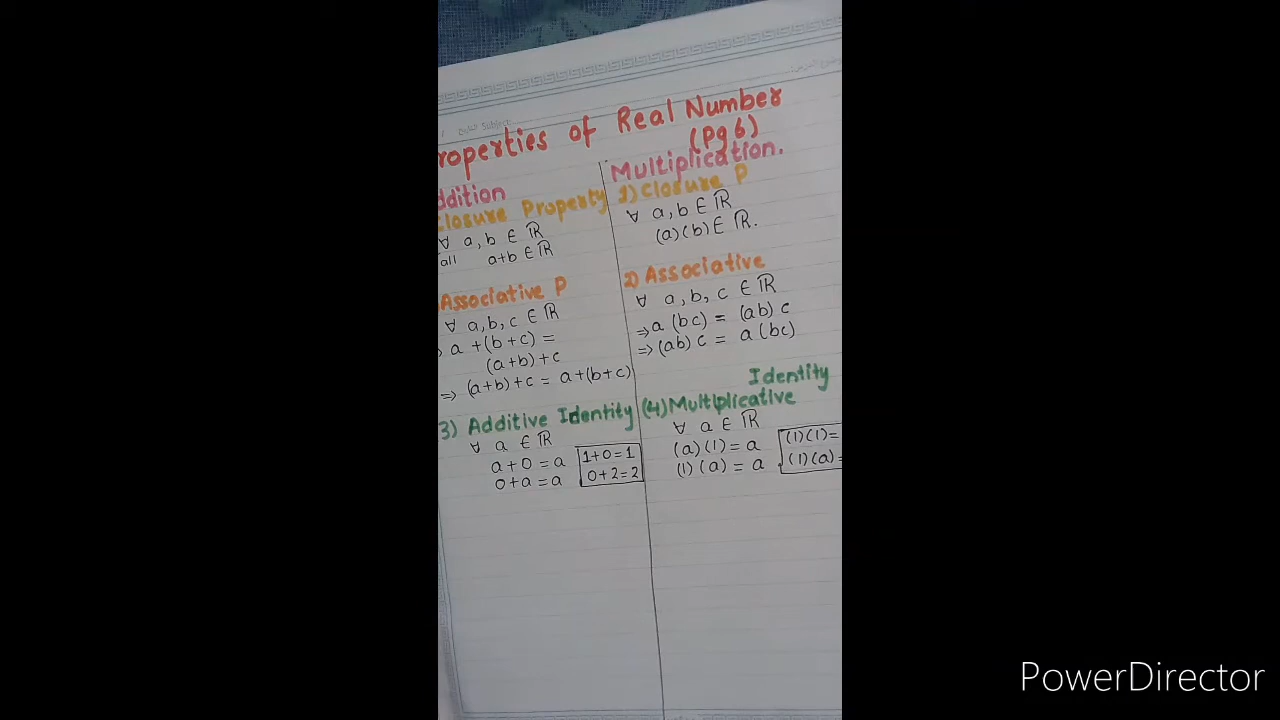 roperties of Real Number
(Pg 6)
ddition
losure Property
∀ a, b ∈ ℝ
all a+b ∈ ℝ
Associative P
∀ a,b,c ∈ ℝ
a +(b+c) =
(a+b)+c
⇒ (a+b)+c = a+(b+c)
3) Additive Identity
∀ a ∈ ℝ
a+0 = a
0+a = a
1+0=1
0+2=2
Multiplication.
1) Closure P
∀ a,b ∈ ℝ
(a)(b)∈ ℝ.
2) Associative
∀ a, b, c ∈ ℝ
⇒ a (bc) = (ab) c
⇒ (ab) c = a (bc)
Identity
(4) Multiplicative
∀ a ∈ ℝ
(a)(1) = a
(1)(a) = a
(1)(1)=
(1)(a)=
PowerDirector